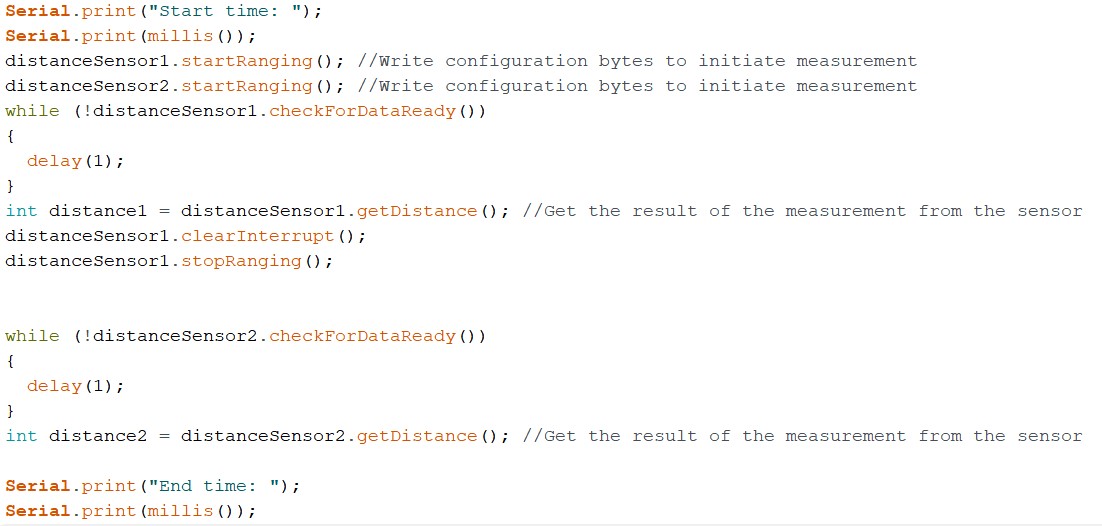 Serial.print("Start time: ");
Serial.print(millis());
distanceSensor1.startRanging(); //Write configuration bytes to initiate measurement
distanceSensor2.startRanging(); //Write configuration bytes to initiate measurement
while (!distanceSensor1.checkForDataReady())
{
  delay(1);
}
int distance1 = distanceSensor1.getDistance(); //Get the result of the measurement from the sensor
distanceSensor1.clearInterrupt();
distanceSensor1.stopRanging();
while (!distanceSensor2.checkForDataReady())
{
  delay(1);
}
int distance2 = distanceSensor2.getDistance(); //Get the result of the measurement from the sensor
Serial.print("End time: ");
Serial.print(millis());